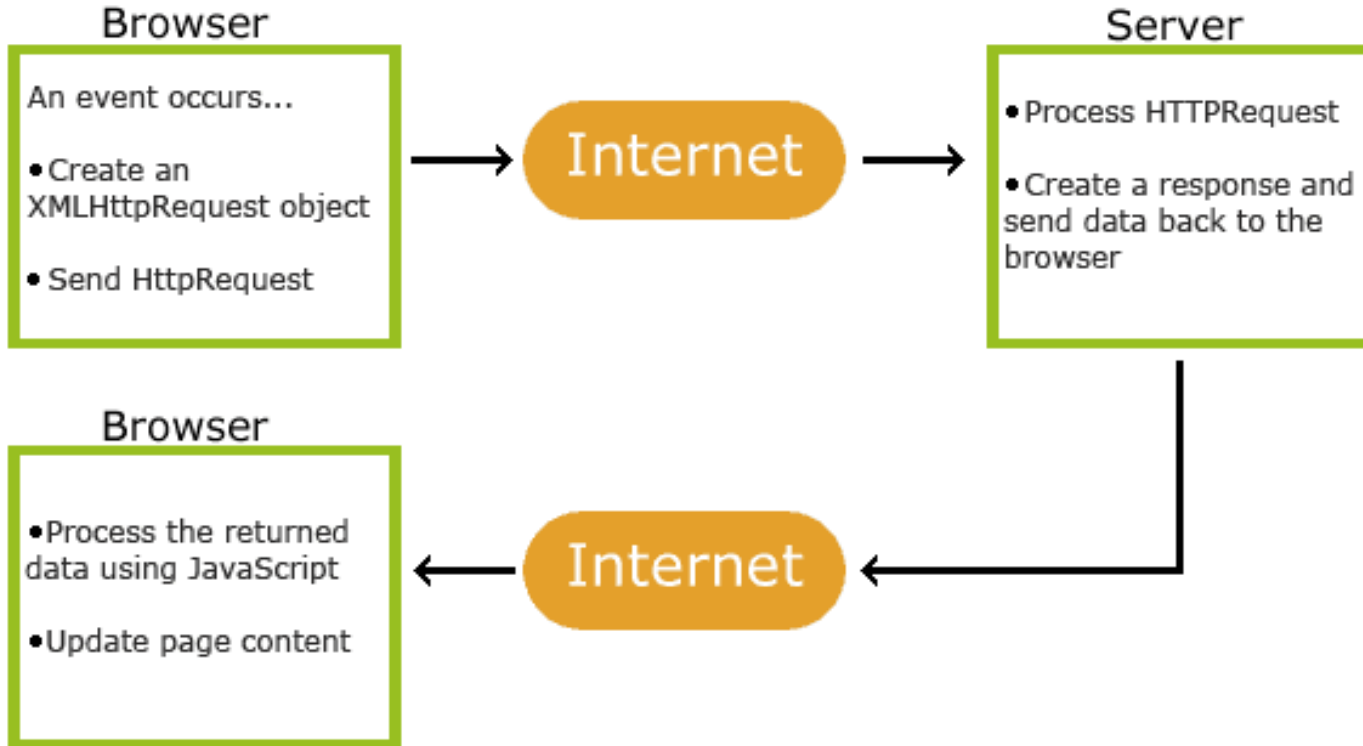 Browser
An event occurs...
•Create an
XMLHttpRequest object
• Send HttpRequest
Internet
Server
•Process HTTPRequest
• Create a response and
send data back to the
browser
Browser
•Process the returned
data using JavaScript
•Update page content
Internet